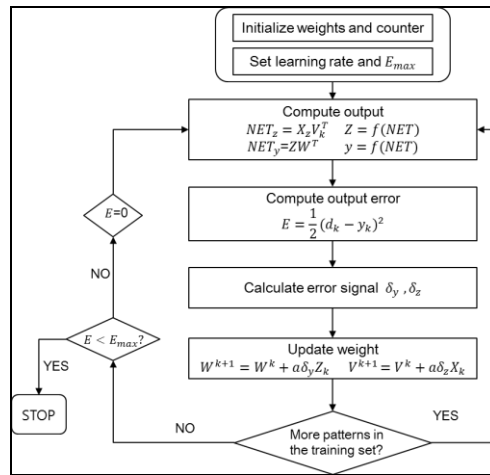 Initialize weights and counter
Set learning rate and E_max
Compute output
NET_z = X_z V_k^T Z = f(NET)
NET_y=ZW^T y = f(NET)
Compute output error
E = 1/2 (d_k − y_k)^2
Calculate error signal δ_y , δ_z
Update weight
W^{k+1} = W^k + aδ_y Z_k V^{k+1} = V^k + aδ_z X_k
More patterns in
the training set?
YES
NO
E < E_max?
YES
STOP
NO
E=0